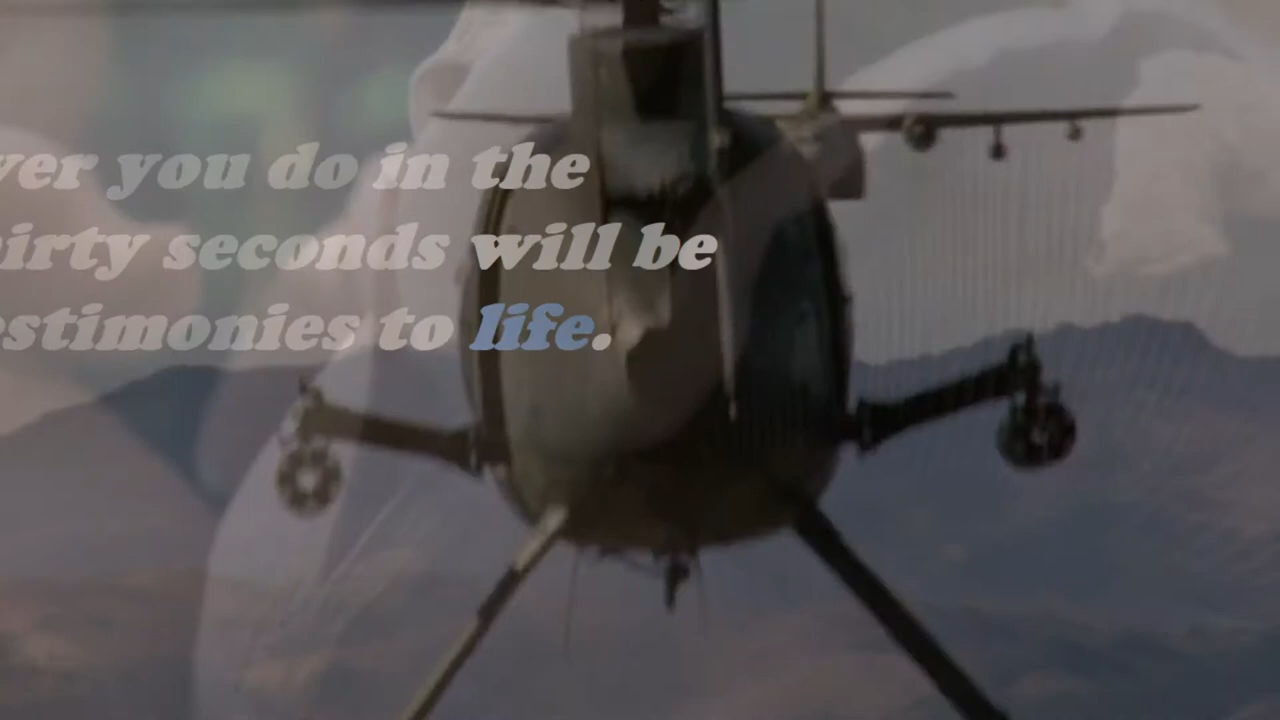 ver you do in the
irty seconds will be
estimonies to life.